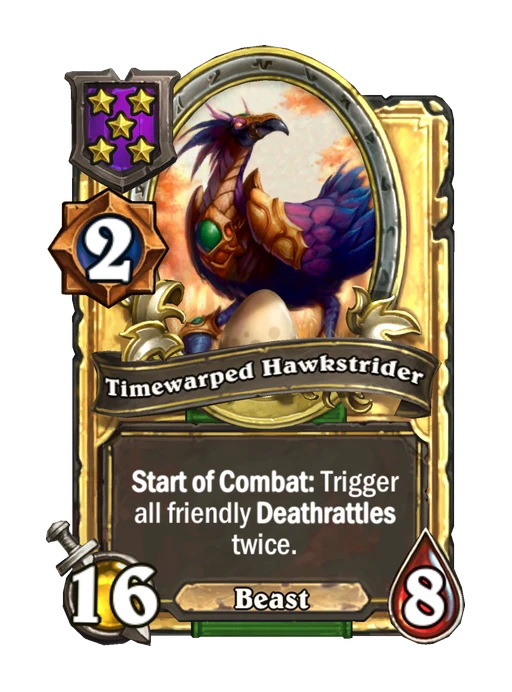 2
Timewarped Hawkstrider
Start of Combat: Trigger
all friendly Deathrattles
twice.
16
Beast
8